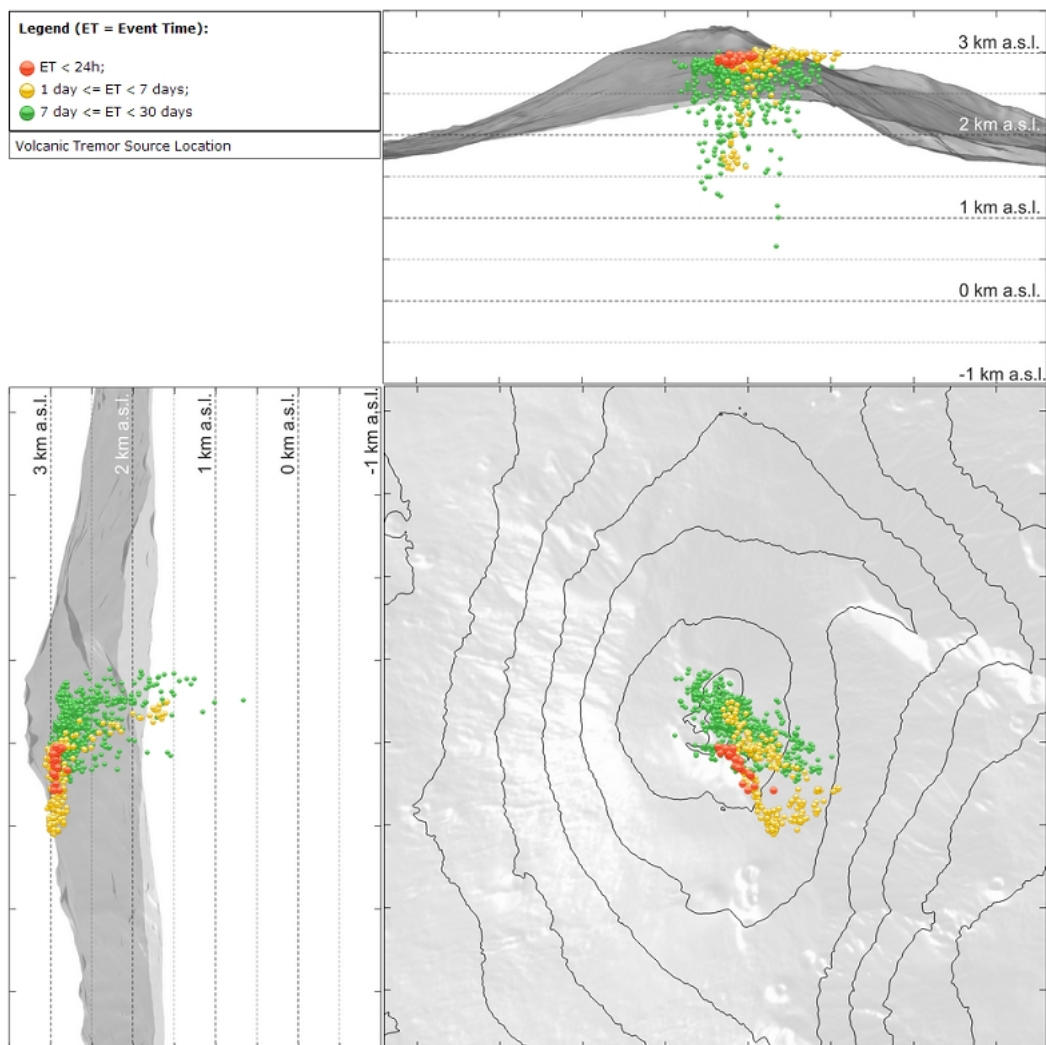 Legend (ET = Event Time):
ET < 24h;
1 day <= ET < 7 days;
7 day <= ET < 30 days
Volcanic Tremor Source Location
3 km a.s.l.
2 km a.s.l.
1 km a.s.l.
0 km a.s.l.
-1 km a.s.l.
3 km a.s.l.
2 km a.s.l.
1 km a.s.l.
0 km a.s.l.
-1 km a.s.l.